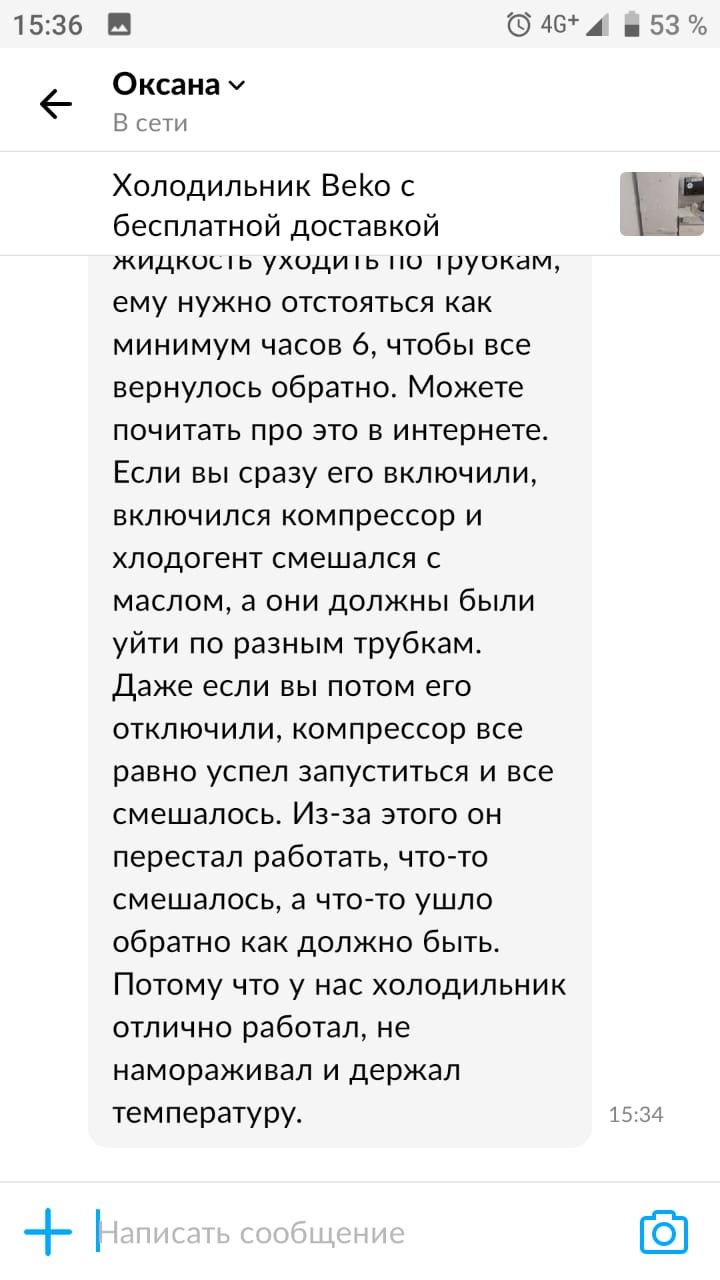 15:36
4G+
53 %
Оксана
В сети
Холодильник Beko с
бесплатной доставкой
жидкость уходить по трубкам,
ему нужно отстояться как
минимум часов 6, чтобы все
вернулось обратно. Можете
почитать про это в интернете.
Если вы сразу его включили,
включился компрессор и
хлодогент смешался с
маслом, а они должны были
уйти по разным трубкам.
Даже если вы потом его
отключили, компрессор все
равно успел запуститься и все
смешалось. Из-за этого он
перестал работать, что-то
смешалось, а что-то ушло
обратно как должно быть.
Потому что у нас холодильник
отлично работал, не
намораживал и держал
температуру.
15:34
Написать сообщение